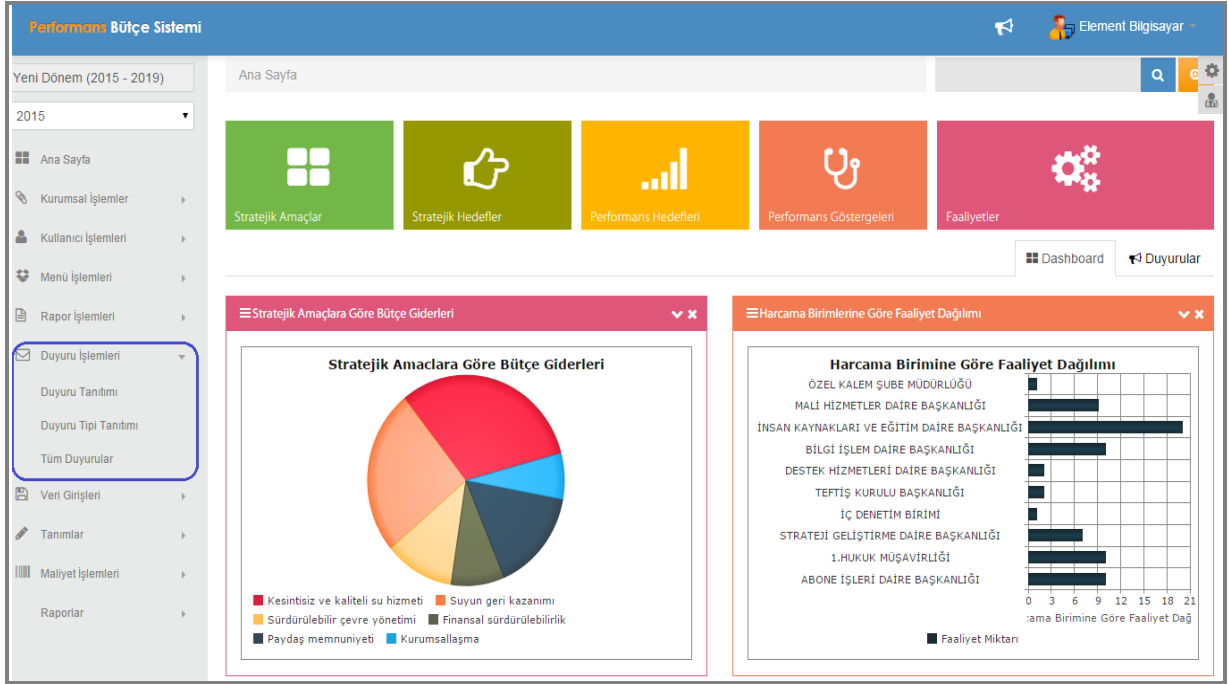 Performans Bütçe Sistemi
Element Bilgisayar
Yeni Dönem (2015 - 2019)
2015
Ana Sayfa
Kurumsal İşlemler
Kullanıcı İşlemleri
Menü İşlemleri
Rapor İşlemleri
Duyuru İşlemleri
Duyuru Tanıtımı
Duyuru Tipi Tanıtımı
Tüm Duyurular
Veri Girişleri
Tanımlar
Maliyet İşlemleri
Raporlar
Ana Sayfa
Stratejik Amaçlar
Stratejik Hedefler
Performans Hedefleri
Performans Göstergeleri
Faaliyetler
Dashboard
Duyurular
Stratejik Amaçlara Göre Bütçe Giderleri
Stratejik Amaclara Göre Bütçe Giderleri
Kesintisiz ve kaliteli su hizmeti Suyun geri kazanımı
Sürdürülebilir çevre yönetimi Finansal sürdürülebilirlik
Paydaş memnuniyeti Kurumsallaşma
Harcama Birimlerine Göre Faaliyet Dağılımı
Harcama Birimine Göre Faaliyet Dağılımı
ÖZEL KALEM ŞUBE MÜDÜRLÜĞÜ
MALİ HİZMETLER DAİRE BAŞKANLIĞI
İNSAN KAYNAKLARI VE EĞİTİM DAİRE BAŞKANLIĞI
BİLGİ İŞLEM DAİRE BAŞKANLIĞI
DESTEK HİZMETLERİ DAİRE BAŞKANLIĞI
TEFTİŞ KURULU BAŞKANLIĞI
İÇ DENETİM BİRİMİ
STRATEJİ GELİŞTİRME DAİRE BAŞKANLIĞI
1.HUKUK MÜŞAVİRLİĞİ
ABONE İŞLERİ DAİRE BAŞKANLIĞI
0 3 6 9 12 15 18 21
ama Birimine Göre Faaliyet Dağ
Faaliyet Miktarı